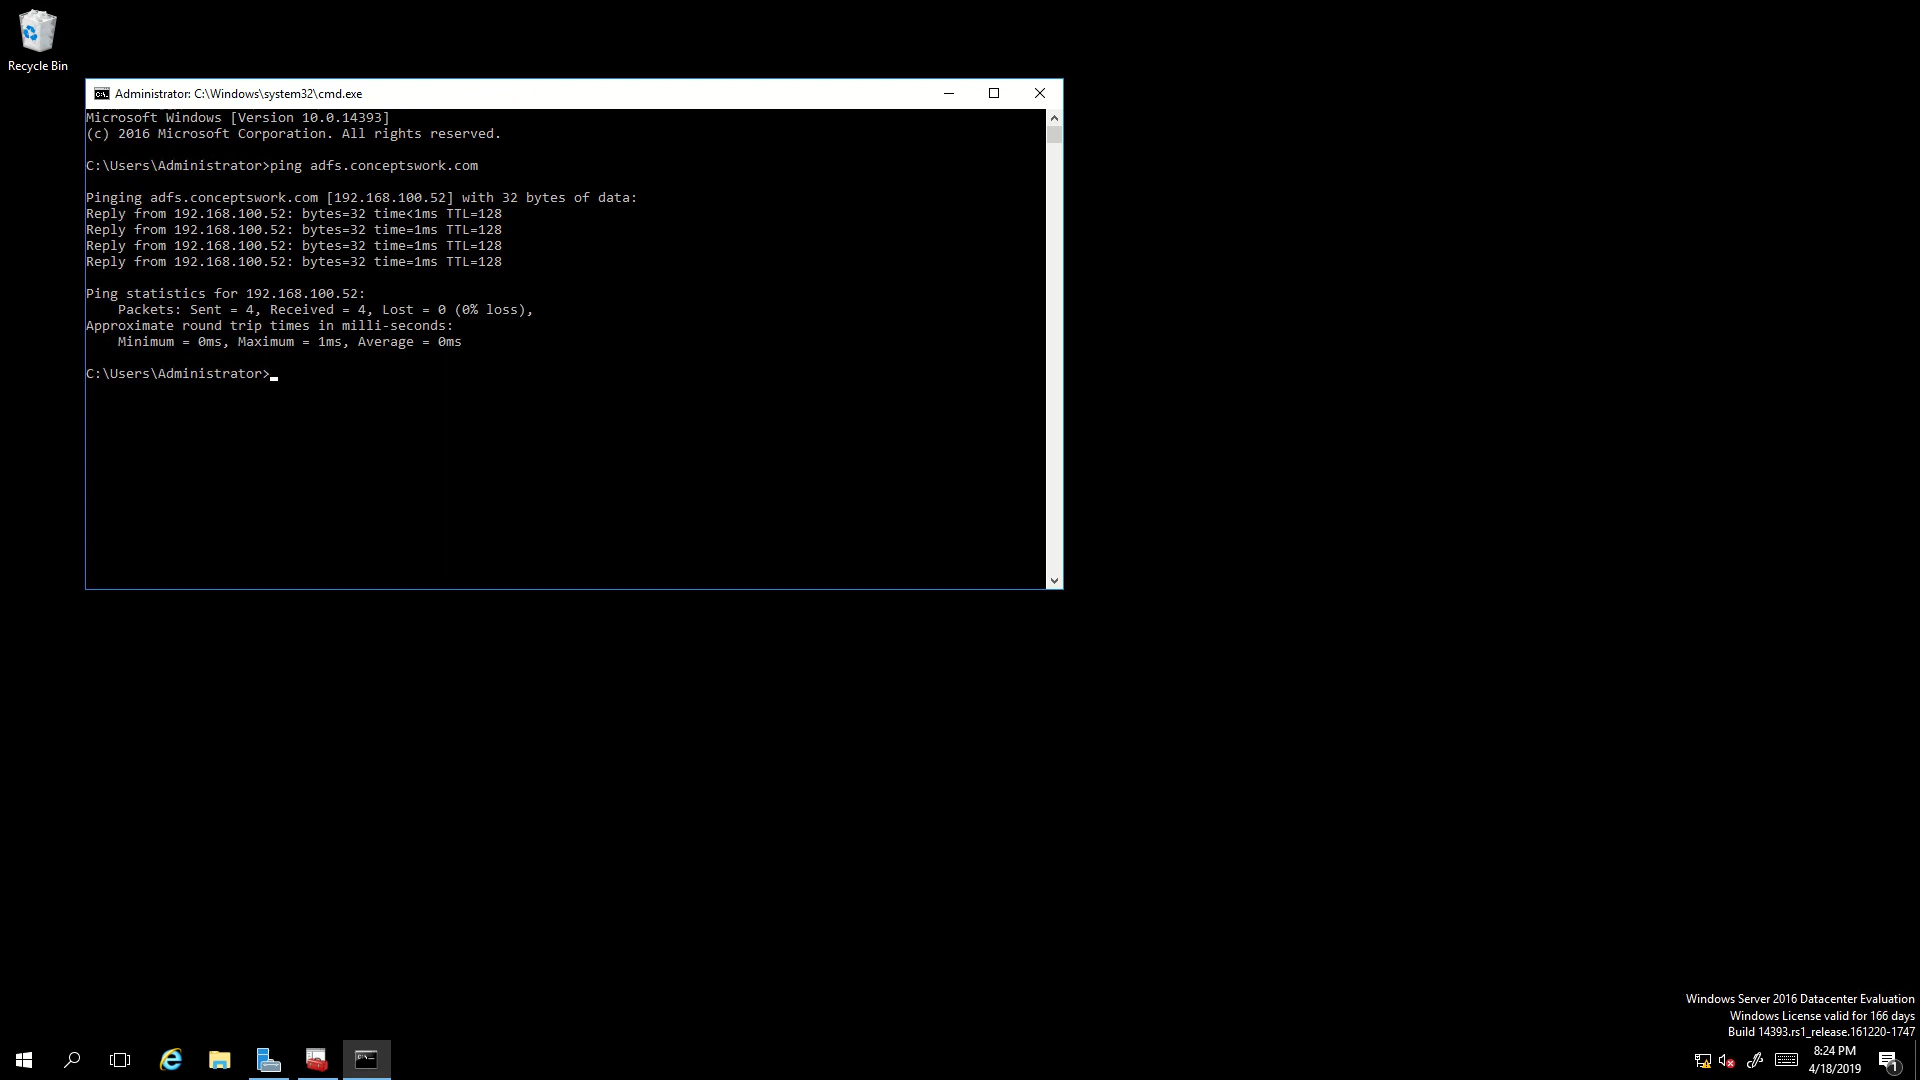 Recycle Bin
Administrator: C:\Windows\system32\cmd.exe
Microsoft Windows [Version 10.0.14393]
(c) 2016 Microsoft Corporation. All rights reserved.
C:\Users\Administrator>ping adfs.conceptswork.com
Pinging adfs.conceptswork.com [192.168.100.52] with 32 bytes of data:
Reply from 192.168.100.52: bytes=32 time<1ms TTL=128
Reply from 192.168.100.52: bytes=32 time=1ms TTL=128
Reply from 192.168.100.52: bytes=32 time=1ms TTL=128
Reply from 192.168.100.52: bytes=32 time=1ms TTL=128
Ping statistics for 192.168.100.52:
    Packets: Sent = 4, Received = 4, Lost = 0 (0% loss),
Approximate round trip times in milli-seconds:
    Minimum = 0ms, Maximum = 1ms, Average = 0ms
C:\Users\Administrator>
Windows Server 2016 Datacenter Evaluation
Windows License valid for 166 days
Build 14393.rs1_release.161220-1747
8:24 PM
4/18/2019
1